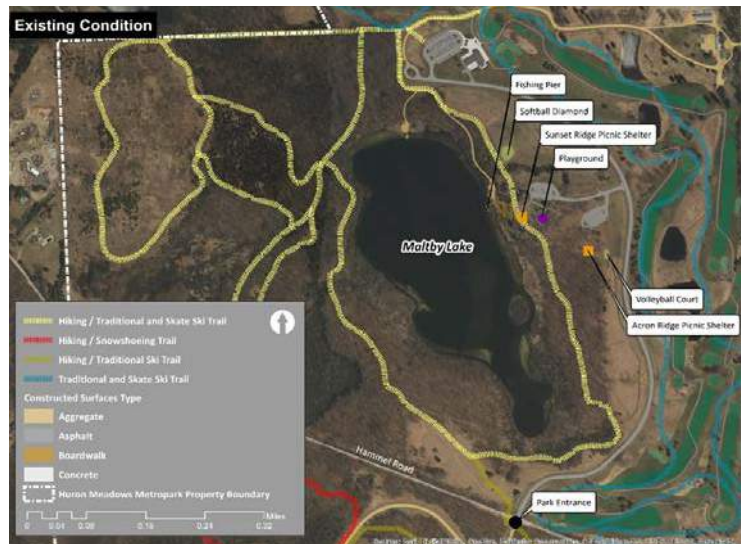 Existing Condition
Fishing Pier
Softball Diamond
Sunset Ridge Picnic Shelter
Playground
Maltby Lake
Volleyball Court
Acron Ridge Picnic Shelter
Hammel Road
Park Entrance
Hiking / Traditional and Skate Ski Trail
Hiking / Snowshoeing Trail
Hiking / Traditional Ski Trail
Traditional and Skate Ski Trail
Constructed Surfaces Type
Aggregate
Asphalt
Boardwalk
Concrete
Huron Meadows Metropark Property Boundary
Miles
0 0.04 0.08 0.16 0.24 0.32